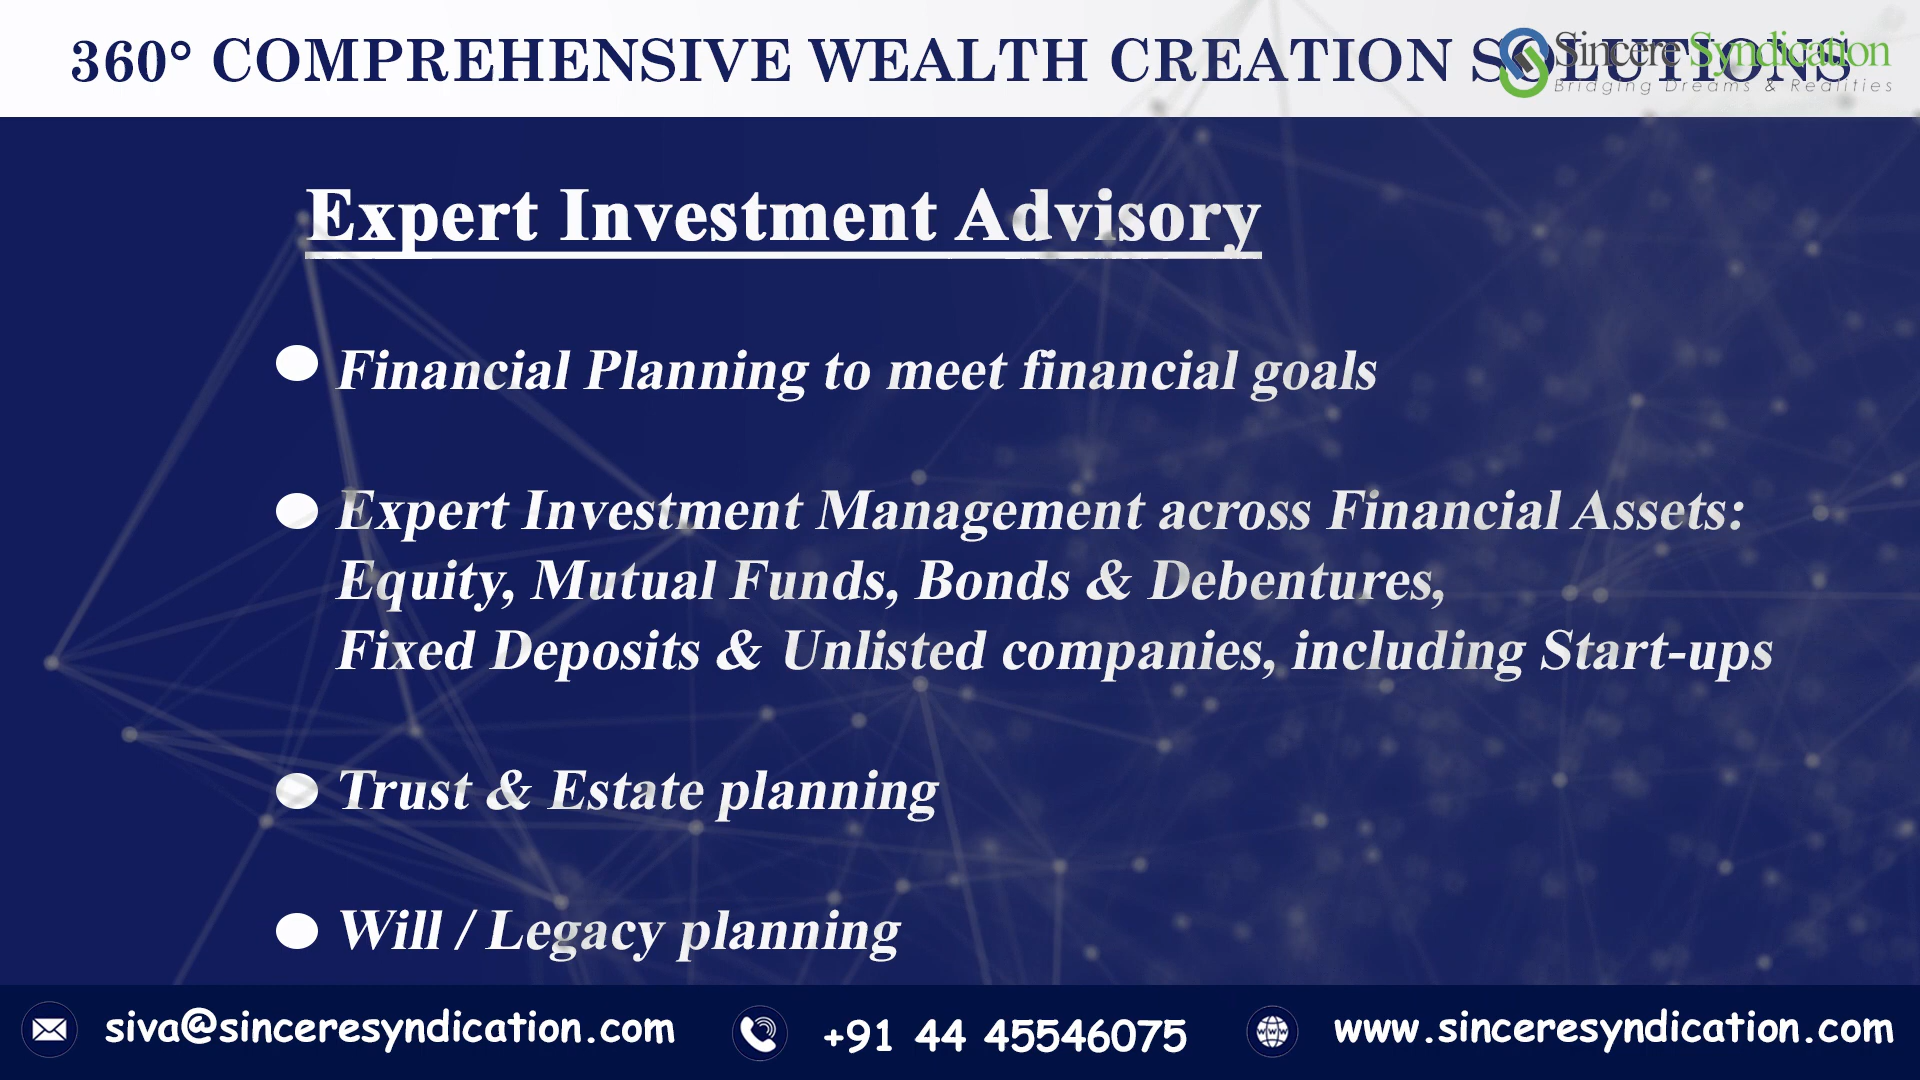 360° COMPREHENSIVE WEALTH CREATION SOLUTIONS
Sincere Syndication
Bridging Dreams & Realities
Expert Investment Advisory
Financial Planning to meet financial goals
Expert Investment Management across Financial Assets:
Equity, Mutual Funds, Bonds & Debentures,
Fixed Deposits & Unlisted companies, including Start-ups
Trust & Estate planning
Will / Legacy planning
siva@sinceresyndication.com
+91 44 45546075
www.sinceresyndication.com